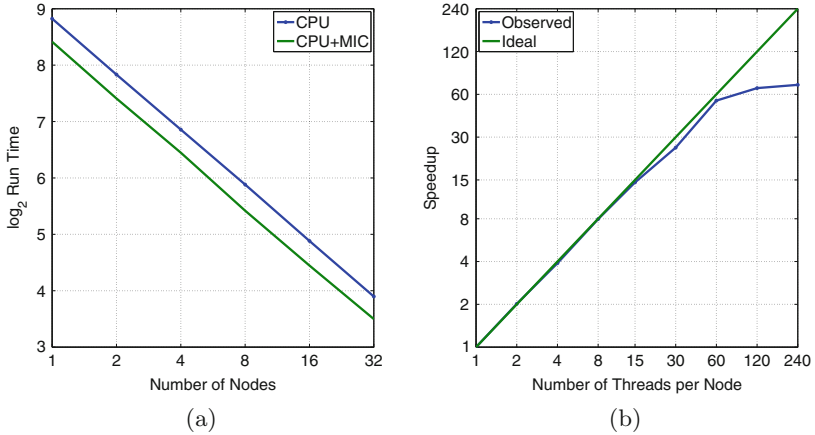 9
8
7
6
5
4
3
log2 Run Time
CPU
CPU+MIC
1 2 4 8 16 32
Number of Nodes
(a)
240
120
60
30
15
8
4
2
1
Speedup
Observed
Ideal
1 2 4 8 15 30 60 120 240
Number of Threads per Node
(b)